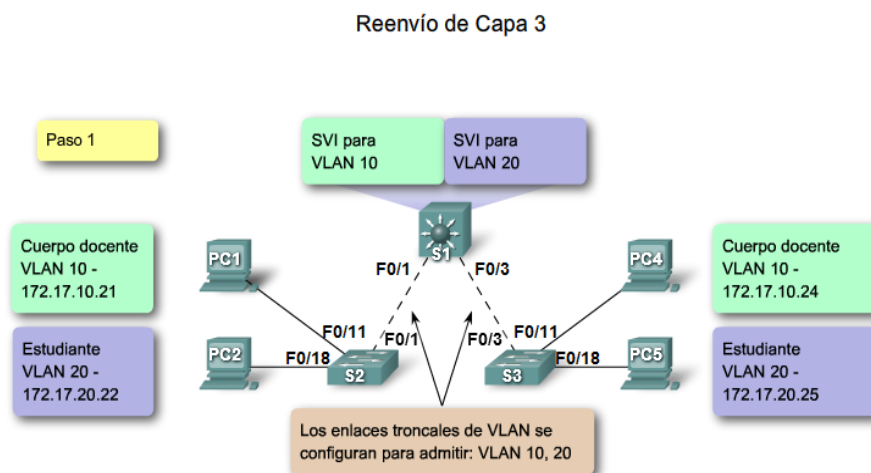 Reenvío de Capa 3
Paso 1
SVI para
VLAN 10
SVI para
VLAN 20
S1
Cuerpo docente
VLAN 10 -
172.17.10.21
PC1
F0/1
F0/3
PC4
Cuerpo docente
VLAN 10 -
172.17.10.24
Estudiante
VLAN 20 -
172.17.20.22
PC2
F0/11
F0/18
F0/1
S2
F0/3
F0/11
F0/18
S3
PC5
Estudiante
VLAN 20 -
172.17.20.25
Los enlaces troncales de VLAN se
configuran para admitir: VLAN 10, 20